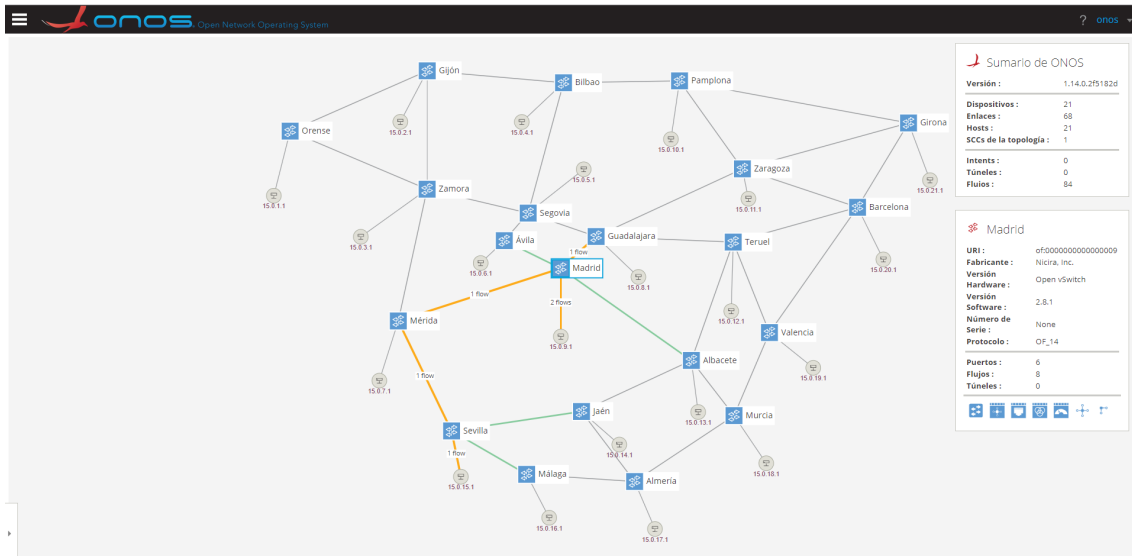 onos. Open Network Operating System
? onos
Sumario de ONOS
Versión : 1.14.0.2f5182d
Dispositivos : 21
Enlaces : 68
Hosts : 21
SCCs de la topología : 1
Intents : 0
Túneles : 0
Flujos : 84
Madrid
URI : of:0000000000000009
Fabricante : Nicira, Inc.
Versión Hardware : Open vSwitch
Versión Software : 2.8.1
Número de Serie : None
Protocolo : OF_14
Puertos : 6
Flujos : 8
Túneles : 0
Gijón
Bilbao
Pamplona
15.0.2.1
15.0.4.1
15.0.10.1
Orense
Girona
15.0.1.1
15.0.5.1
Zaragoza
15.0.21.1
Zamora
15.0.11.1
Barcelona
Segovia
15.0.3.1
Ávila
Guadalajara
Teruel
1 flow
15.0.6.1
Madrid
15.0.8.1
15.0.20.1
1 flow
2 flows
15.0.12.1
Mérida
15.0.9.1
Valencia
Albacete
15.0.7.1
1 flow
15.0.19.1
Jaén
15.0.13.1
Murcia
Sevilla
15.0.14.1
1 flow
15.0.15.1
Málaga
Almería
15.0.18.1
15.0.16.1
15.0.17.1